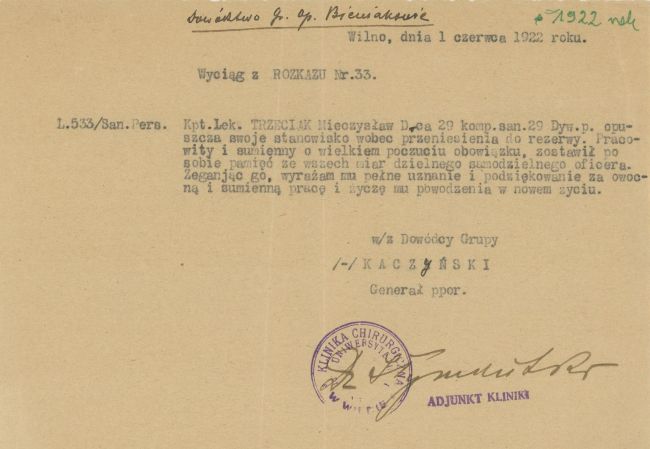 Dowództwo Gr. Op. Bieniakonie
1922 rok
Wilno, dnia 1 czerwca 1922 roku.
Wyciąg z ROZKAZU Nr.33.
L.533/San.Pers. Kpt.Lek. TRZECIAK Mieczysław D-ca 29 komp.san.29 Dyw.p. opu-
szcza swoje stanowisko wobec przeniesienia do rezerwy. Praco-
wity i sumienny o wielkiem poczuciu obowiązku, zostawił po
sobie pamięć ze wszech miar dzielnego samodzielnego oficera.
Żegnając go, wyrażam mu pełne uznanie i podziękowanie za owoc-
ną i sumienną pracę i życzę mu powodzenia w nowem życiu.
w/z Dowódcy Grupy
/-/ K A C Z y Ń S K I
Generał ppor.
KLINIKA CHIRURGICZNA
UNIWERSYTETU
W WILNIE
Dr
ADJUNKT KLINIKI